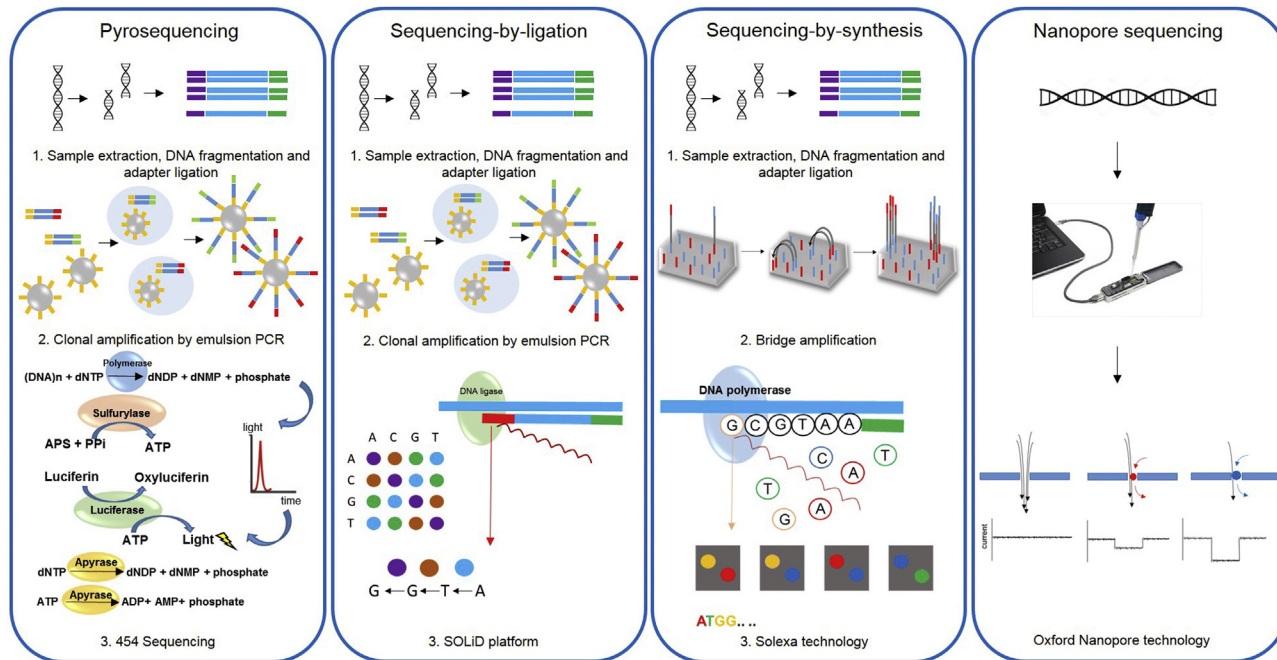 Pyrosequencing
1. Sample extraction, DNA fragmentation and
adapter ligation
2. Clonal amplification by emulsion PCR
Polymerase
(DNA)n + dNTP dNDP + dNMP + phosphate
Sulfurylase
APS + PPi ATP
light
Luciferin Oxyluciferin
time
Luciferase
ATP Light
Apyrase
dNTP dNDP + dNMP + phosphate
Apyrase
ATP ADP+ AMP+ phosphate
3. 454 Sequencing
Sequencing-by-ligation
1. Sample extraction, DNA fragmentation and
adapter ligation
2. Clonal amplification by emulsion PCR
DNA ligase
A C G T
A
C
G
T
G G T A
3. SOLiD platform
Sequencing-by-synthesis
1. Sample extraction, DNA fragmentation and
adapter ligation
2. Bridge amplification
DNA polymerase
G C G T A A
C
T
A
T
A
G
ATGG.. ..
3. Solexa technology
Nanopore sequencing
current
Oxford Nanopore technology